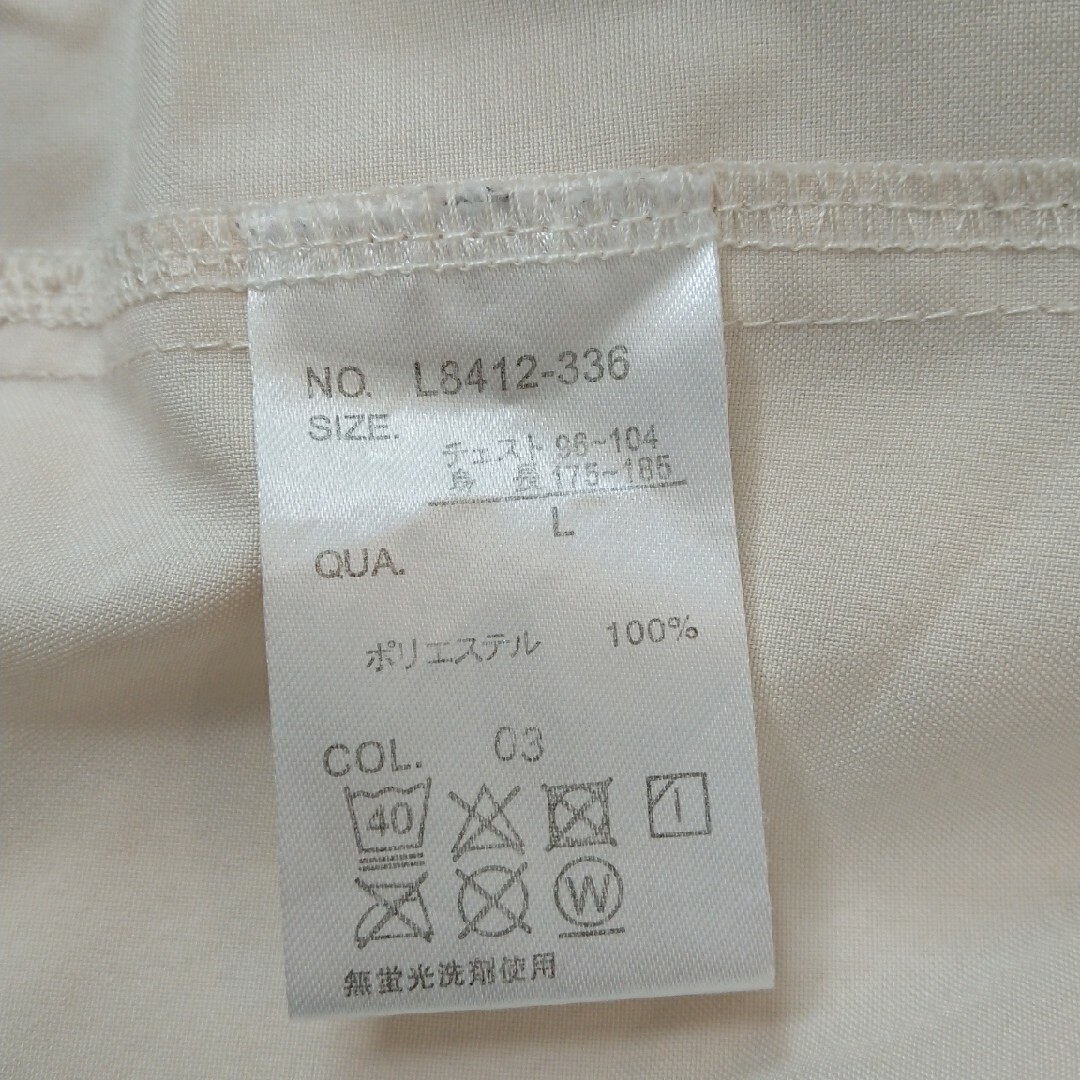 NO. L8412-336
SIZE.
チェスト 96~104
身 長 175~185
L
QUA.
ポリエステル 100%
COL. 03
40
W
無蛍光洗剤使用